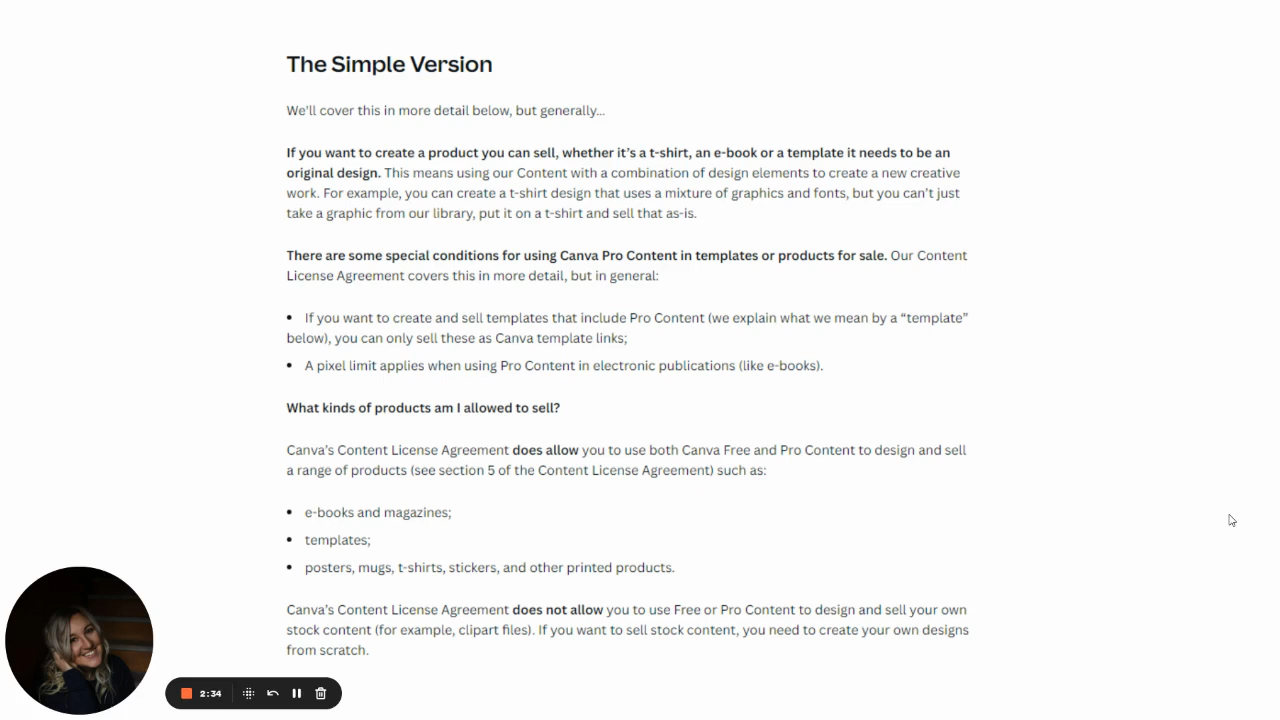 The Simple Version
We'll cover this in more detail below, but generally...
If you want to create a product you can sell, whether it’s a t-shirt, an e-book or a template it needs to be an
original design. This means using our Content with a combination of design elements to create a new creative
work. For example, you can create a t-shirt design that uses a mixture of graphics and fonts, but you can’t just
take a graphic from our library, put it on a t-shirt and sell that as-is.
There are some special conditions for using Canva Pro Content in templates or products for sale. Our Content
License Agreement covers this in more detail, but in general:
• If you want to create and sell templates that include Pro Content (we explain what we mean by a “template”
below), you can only sell these as Canva template links;
• A pixel limit applies when using Pro Content in electronic publications (like e-books).
What kinds of products am I allowed to sell?
Canva’s Content License Agreement does allow you to use both Canva Free and Pro Content to design and sell
a range of products (see section 5 of the Content License Agreement) such as:
• e-books and magazines;
• templates;
• posters, mugs, t-shirts, stickers, and other printed products.
Canva’s Content License Agreement does not allow you to use Free or Pro Content to design and sell your own
stock content (for example, clipart files). If you want to sell stock content, you need to create your own designs
from scratch.
2:34